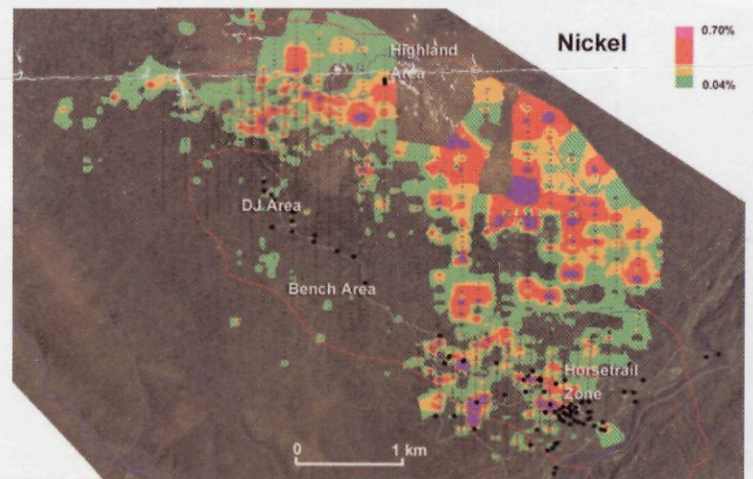 Nickel
0.70%
0.04%
Highland
Area
DJ Area
Bench Area
Horsetrail
Zone
0
1 km